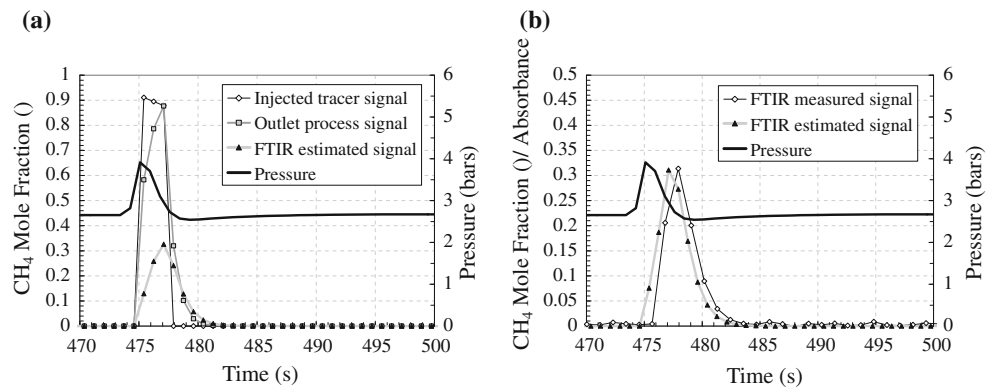 (a)
CH4 Mole Fraction ()
1
0.9
0.8
0.7
0.6
0.5
0.4
0.3
0.2
0.1
0
Injected tracer signal
Outlet process signal
FTIR estimated signal
Pressure
6
5
4
3
2
1
0
Pressure (bars)
470 475 480 485 490 495 500
Time (s)
(b)
CH4 Mole Fraction ()/ Absorbance
0.5
0.45
0.4
0.35
0.3
0.25
0.2
0.15
0.1
0.05
0
FTIR measured signal
FTIR estimated signal
Pressure
6
5
4
3
2
1
0
Pressure (bars)
470 475 480 485 490 495 500
Time (s)